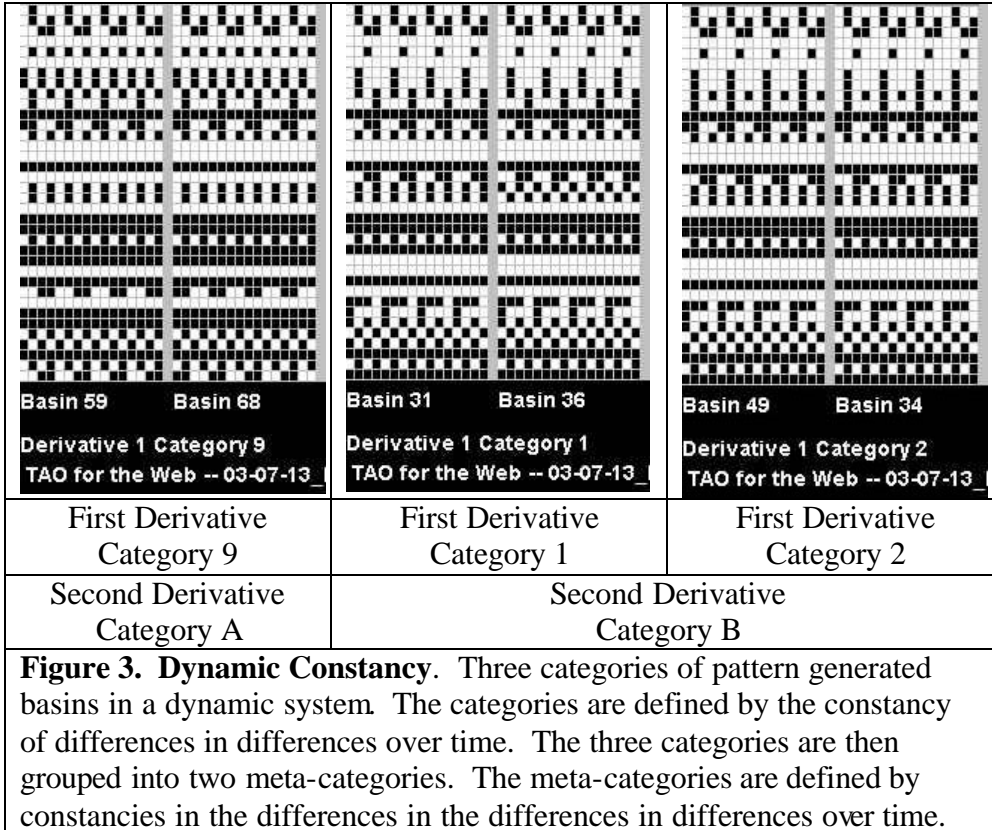 Basin 59 Basin 68
Derivative 1 Category 9
TAO for the Web -- 03-07-13_
Basin 31 Basin 36
Derivative 1 Category 1
TAO for the Web -- 03-07-13_
Basin 49 Basin 34
Derivative 1 Category 2
TAO for the Web -- 03-07-13_
First Derivative
Category 9
First Derivative
Category 1
First Derivative
Category 2
Second Derivative
Category A
Second Derivative
Category B
Figure 3. Dynamic Constancy. Three categories of pattern generated
basins in a dynamic system. The categories are defined by the constancy
of differences in differences over time. The three categories are then
grouped into two meta-categories. The meta-categories are defined by
constancies in the differences in the differences in differences over time.